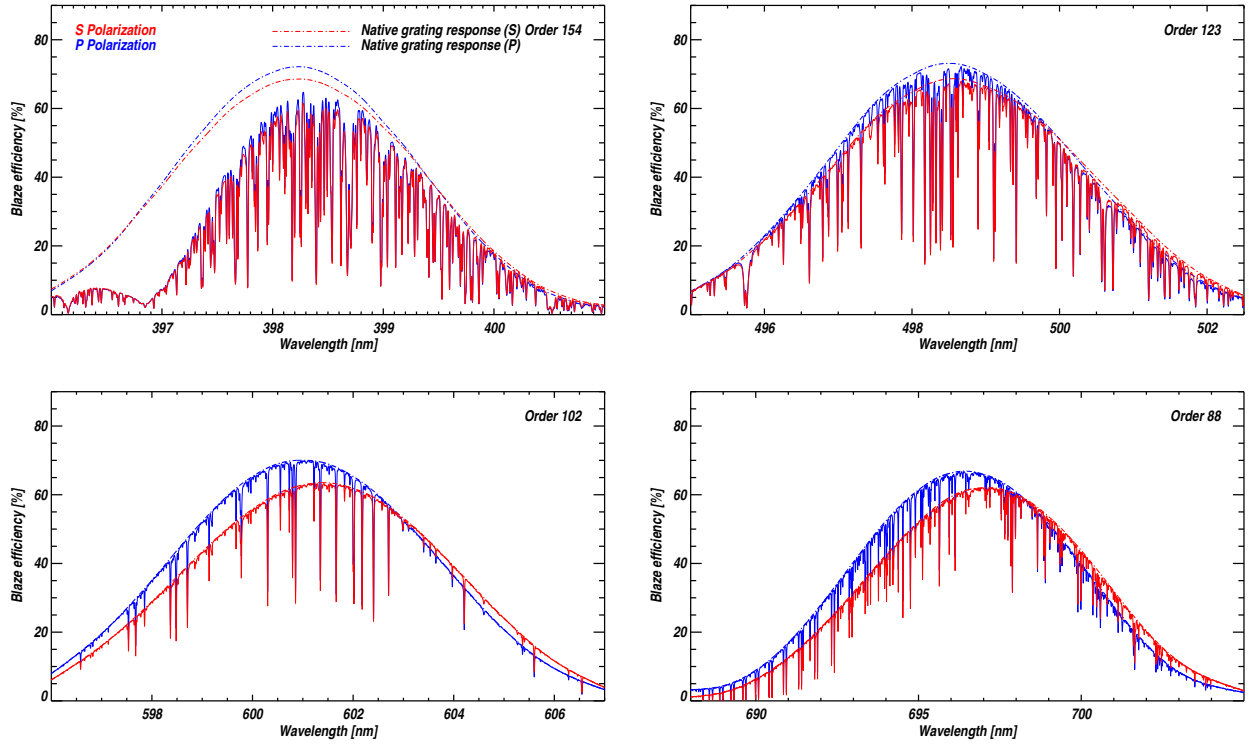 S Polarization
P Polarization
Native grating response (S) Order 154
Native grating response (P)
Blaze efficiency [%]
80
60
40
20
0
397 398 399 400
Wavelength [nm]
Order 123
Blaze efficiency [%]
80
60
40
20
0
496 498 500 502
Wavelength [nm]
Order 102
Blaze efficiency [%]
80
60
40
20
0
598 600 602 604 606
Wavelength [nm]
Order 88
Blaze efficiency [%]
80
60
40
20
0
690 695 700
Wavelength [nm]